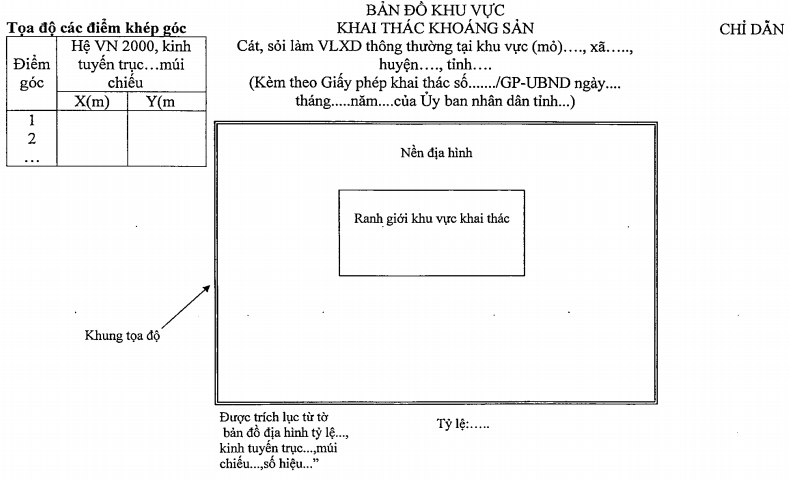 BẢN ĐỒ KHU VỰC
KHAI THÁC KHOÁNG SẢN
Cát, sỏi làm VLXD thông thường tại khu vực (mỏ)…., xã…..,
huyện…., tỉnh….
(Kèm theo Giấy phép khai thác số......./GP-UBND ngày....
tháng.....năm....của Ủy ban nhân dân tỉnh...)
CHỈ DẪN
Tọa độ các điểm khép góc
Điểm
góc
Hệ VN 2000, kinh
tuyến trục…múi
chiếu
X(m)
Y(m
1
2
…
Nền địa hình
Ranh giới khu vực khai thác
Khung tọa độ
Được trích lục từ tờ
bản đồ địa hình tỷ lệ...,
kinh tuyến trục...,múi
chiếu...,số hiệu..."
Tỷ lệ:…..